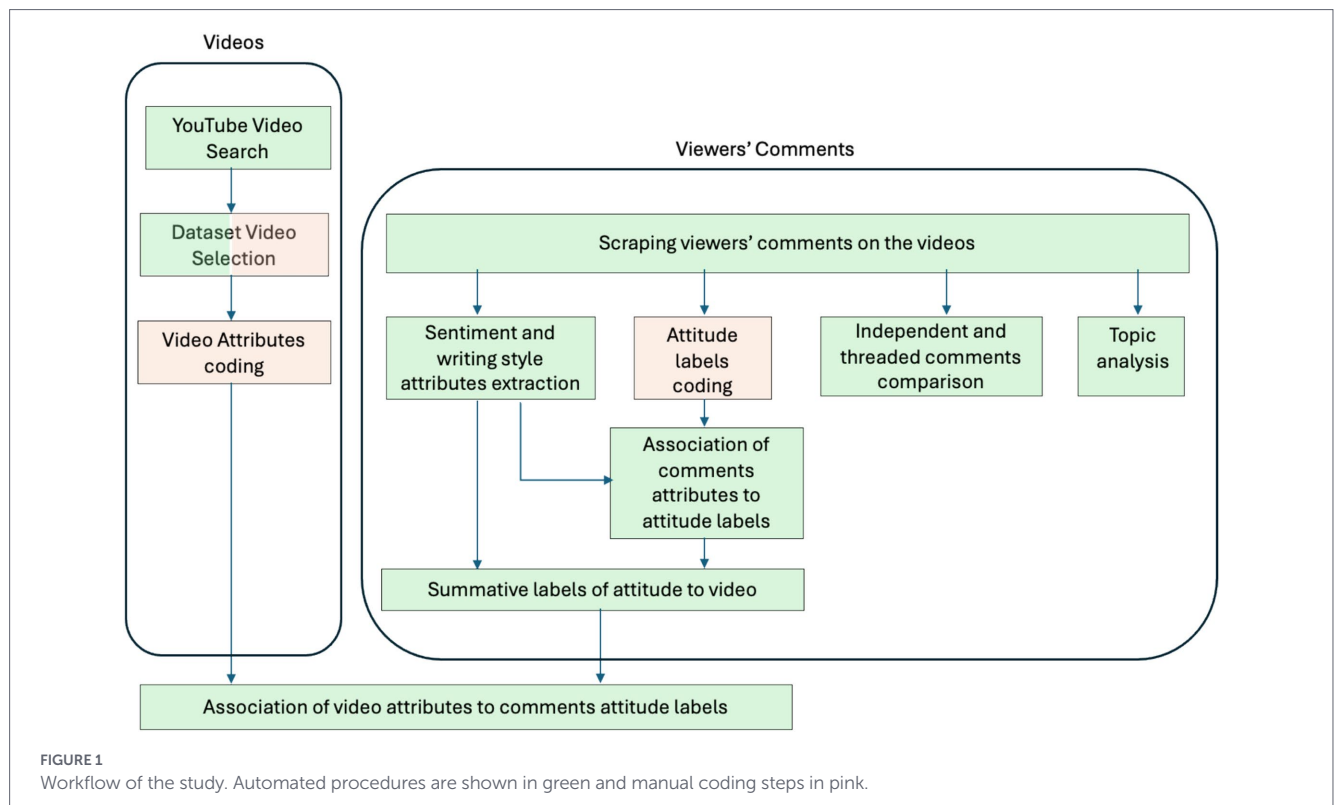 Videos
YouTube Video
Search
Dataset Video
Selection
Video Attributes
coding
Viewers’ Comments
Scraping viewers’ comments on the videos
Sentiment and
writing style
attributes extraction
Attitude
labels
coding
Independent and
threaded comments
comparison
Topic
analysis
Association of
comments
attributes to
attitude labels
Summative labels of attitude to video
Association of video attributes to comments attitude labels
FIGURE 1
Workflow of the study. Automated procedures are shown in green and manual coding steps in pink.